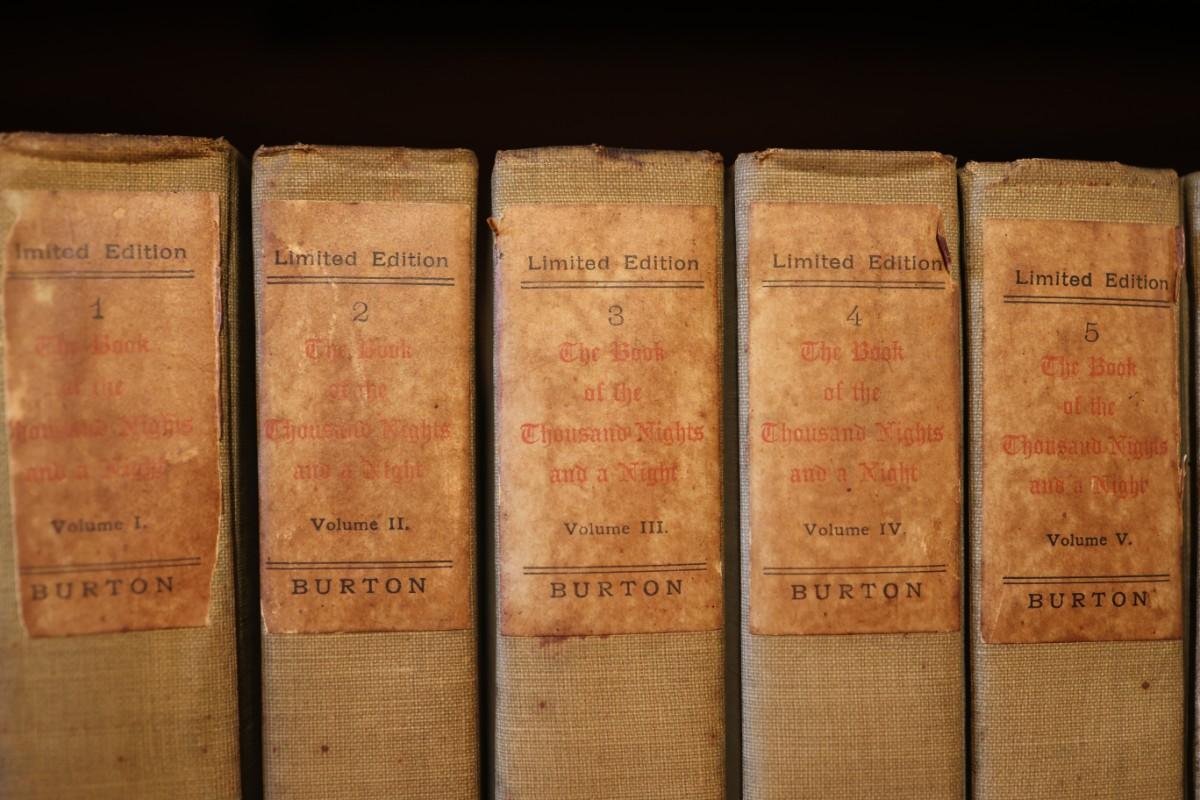 imited Edition
1
The Book
of the
Thousand Nights
and a Night
Volume I.
BURTON
Limited Edition
2
The Book
of the
Thousand Nights
and a Night
Volume II.
BURTON
Limited Edition
3
The Book
of the
Thousand Nights
and a Night
Volume III.
BURTON
Limited Edition
4
The Book
of the
Thousand Nights
and a Night
Volume IV.
BURTON
Limited Edition
5
The Book
of the
Thousand Nights
and a Night
Volume V.
BURTON